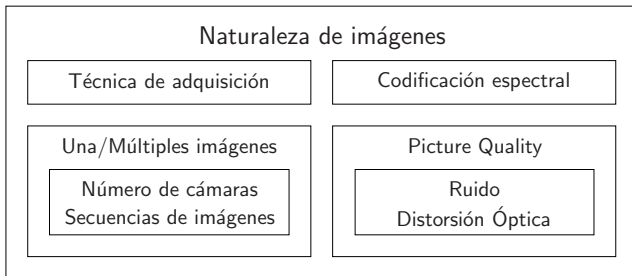 Naturaleza de imágenes
Técnica de adquisición
Codificación espectral
Una/Múltiples imágenes
Número de cámaras
Secuencias de imágenes
Picture Quality
Ruido
Distorsión Óptica